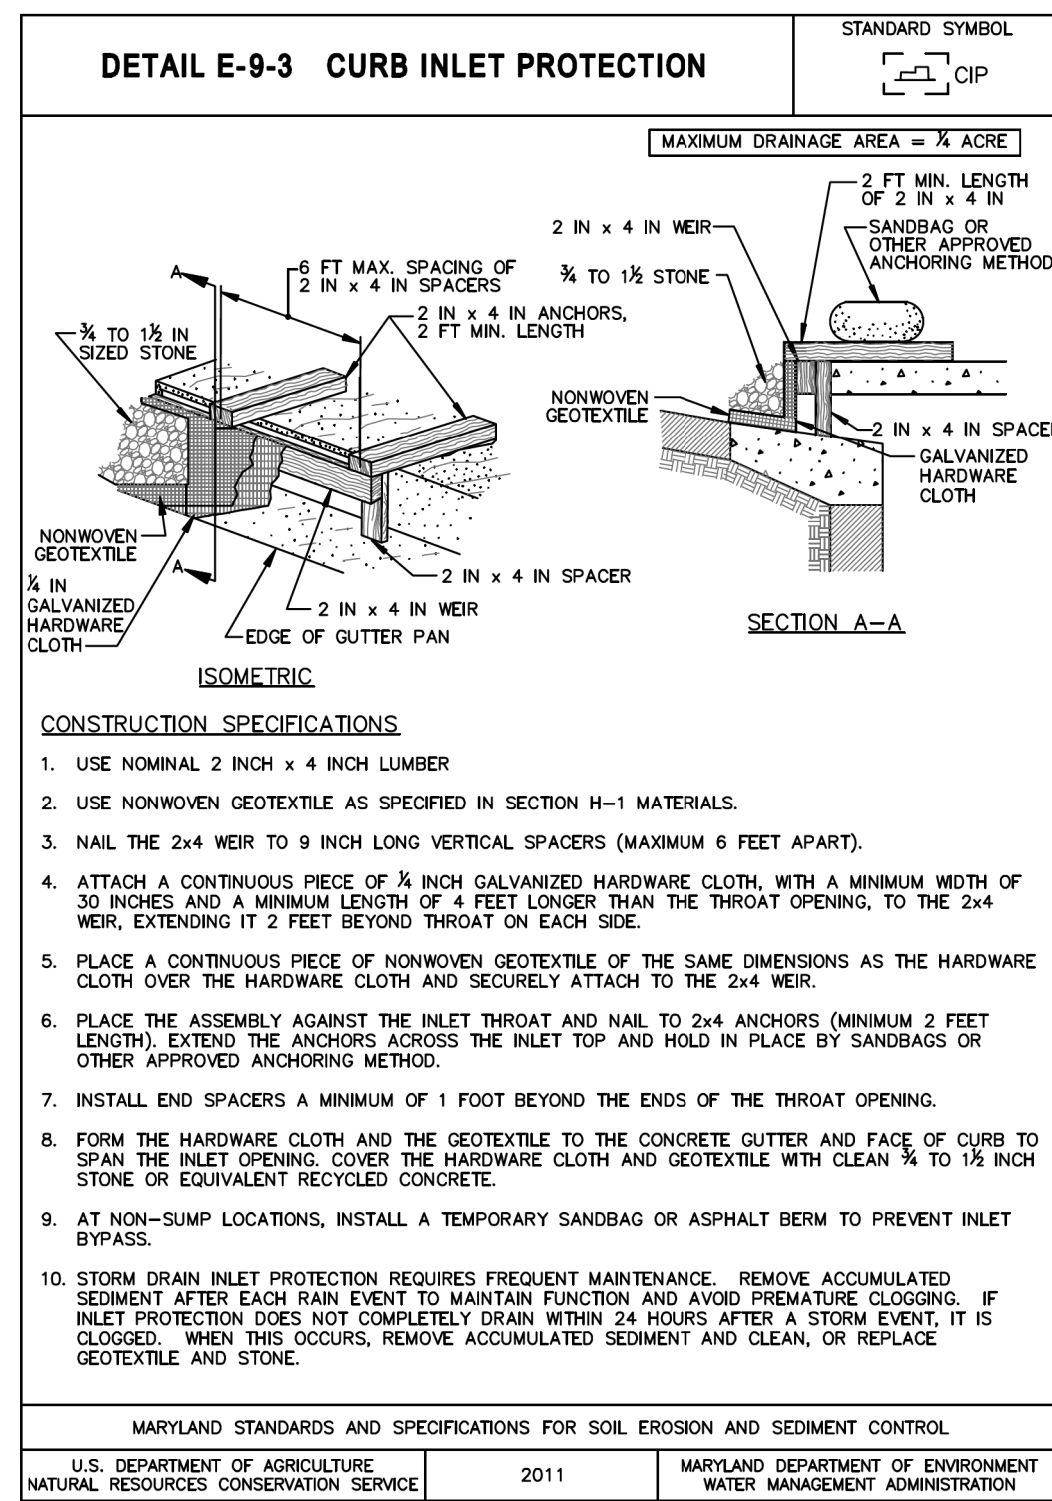 DETAIL E-9-3 CURB INLET PROTECTION
STANDARD SYMBOL
CIP
MAXIMUM DRAINAGE AREA = ¼ ACRE
2 FT MIN. LENGTH
OF 2 IN x 4 IN
2 IN x 4 IN WEIR
SANDBAG OR
OTHER APPROVED
ANCHORING METHOD
¾ TO 1½ STONE
NONWOVEN
GEOTEXTILE
2 IN x 4 IN SPACER
GALVANIZED
HARDWARE
CLOTH
SECTION A-A
A
6 FT MAX. SPACING OF
2 IN x 4 IN SPACERS
2 IN x 4 IN ANCHORS,
2 FT MIN. LENGTH
¾ TO 1½ IN
SIZED STONE
NONWOVEN
GEOTEXTILE
A
¼ IN
GALVANIZED
HARDWARE
CLOTH
2 IN x 4 IN SPACER
2 IN x 4 IN WEIR
EDGE OF GUTTER PAN
ISOMETRIC
CONSTRUCTION SPECIFICATIONS
1. USE NOMINAL 2 INCH x 4 INCH LUMBER
2. USE NONWOVEN GEOTEXTILE AS SPECIFIED IN SECTION H-1 MATERIALS.
3. NAIL THE 2x4 WEIR TO 9 INCH LONG VERTICAL SPACERS (MAXIMUM 6 FEET APART).
4. ATTACH A CONTINUOUS PIECE OF ¼ INCH GALVANIZED HARDWARE CLOTH, WITH A MINIMUM WIDTH OF
30 INCHES AND A MINIMUM LENGTH OF 4 FEET LONGER THAN THE THROAT OPENING, TO THE 2x4
WEIR, EXTENDING IT 2 FEET BEYOND THROAT ON EACH SIDE.
5. PLACE A CONTINUOUS PIECE OF NONWOVEN GEOTEXTILE OF THE SAME DIMENSIONS AS THE HARDWARE
CLOTH OVER THE HARDWARE CLOTH AND SECURELY ATTACH TO THE 2x4 WEIR.
6. PLACE THE ASSEMBLY AGAINST THE INLET THROAT AND NAIL TO 2x4 ANCHORS (MINIMUM 2 FEET
LENGTH). EXTEND THE ANCHORS ACROSS THE INLET TOP AND HOLD IN PLACE BY SANDBAGS OR
OTHER APPROVED ANCHORING METHOD.
7. INSTALL END SPACERS A MINIMUM OF 1 FOOT BEYOND THE ENDS OF THE THROAT OPENING.
8. FORM THE HARDWARE CLOTH AND THE GEOTEXTILE TO THE CONCRETE GUTTER AND FACE OF CURB TO
SPAN THE INLET OPENING. COVER THE HARDWARE CLOTH AND GEOTEXTILE WITH CLEAN ¾ TO 1½ INCH
STONE OR EQUIVALENT RECYCLED CONCRETE.
9. AT NON-SUMP LOCATIONS, INSTALL A TEMPORARY SANDBAG OR ASPHALT BERM TO PREVENT INLET
BYPASS.
10. STORM DRAIN INLET PROTECTION REQUIRES FREQUENT MAINTENANCE. REMOVE ACCUMULATED
SEDIMENT AFTER EACH RAIN EVENT TO MAINTAIN FUNCTION AND AVOID PREMATURE CLOGGING. IF
INLET PROTECTION DOES NOT COMPLETELY DRAIN WITHIN 24 HOURS AFTER A STORM EVENT, IT IS
CLOGGED. WHEN THIS OCCURS, REMOVE ACCUMULATED SEDIMENT AND CLEAN, OR REPLACE
GEOTEXTILE AND STONE.
MARYLAND STANDARDS AND SPECIFICATIONS FOR SOIL EROSION AND SEDIMENT CONTROL
U.S. DEPARTMENT OF AGRICULTURE
NATURAL RESOURCES CONSERVATION SERVICE
2011
MARYLAND DEPARTMENT OF ENVIRONMENT
WATER MANAGEMENT ADMINISTRATION